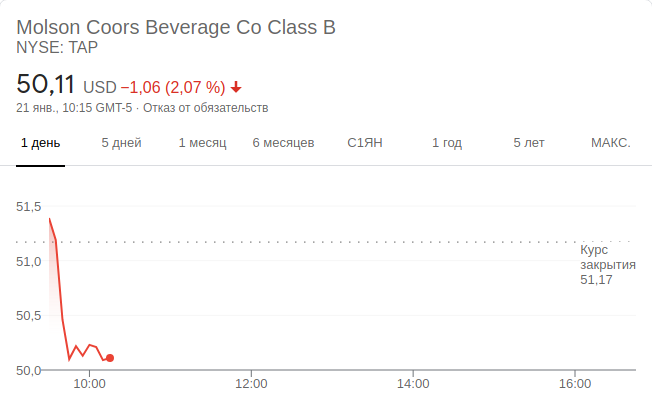 Molson Coors Beverage Co Class B
NYSE: TAP
50,11 USD −1,06 (2,07 %)
21 янв., 10:15 GMT-5 · Отказ от обязательств
1 день 5 дней 1 месяц 6 месяцев С1ЯН 1 год 5 лет МАКС.
51,5
51,0
50,5
50,0
Курс
закрытия
51,17
10:00 12:00 14:00 16:00